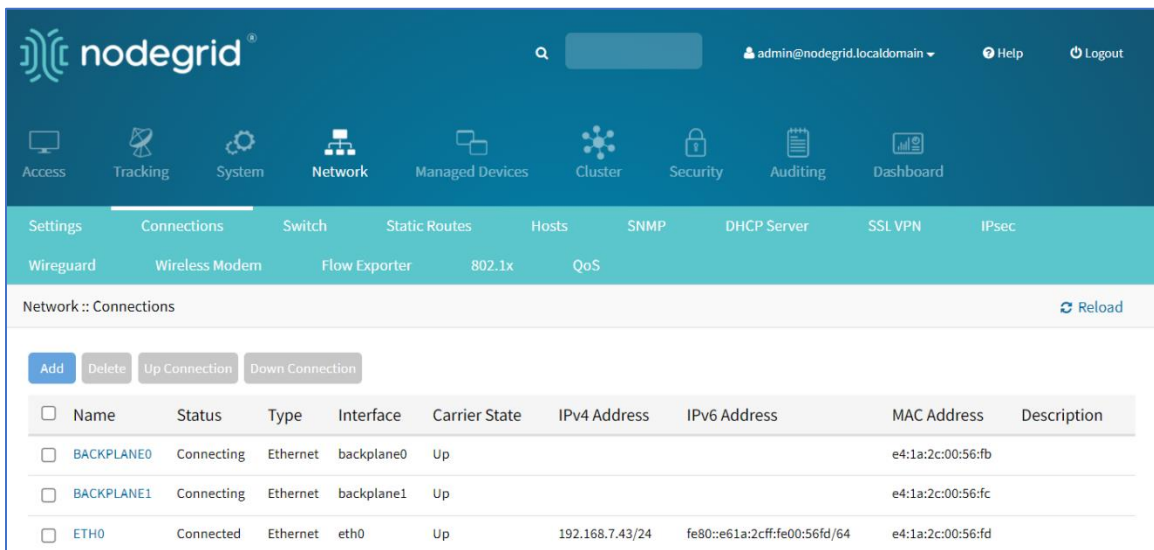 nodegrid®
admin@nodegrid.localdomain Help Logout
Access Tracking System Network Managed Devices Cluster Security Auditing Dashboard
Settings Connections Switch Static Routes Hosts SNMP DHCP Server SSL VPN IPsec
Wireguard Wireless Modem Flow Exporter 802.1x QoS
Network :: Connections Reload
Add Delete Up Connection Down Connection
Name Status Type Interface Carrier State IPv4 Address IPv6 Address MAC Address Description
BACKPLANE0 Connecting Ethernet backplane0 Up e4:1a:2c:00:56:fb
BACKPLANE1 Connecting Ethernet backplane1 Up e4:1a:2c:00:56:fc
ETH0 Connected Ethernet eth0 Up 192.168.7.43/24 fe80::e61a:2cff:fe00:56fd/64 e4:1a:2c:00:56:fd